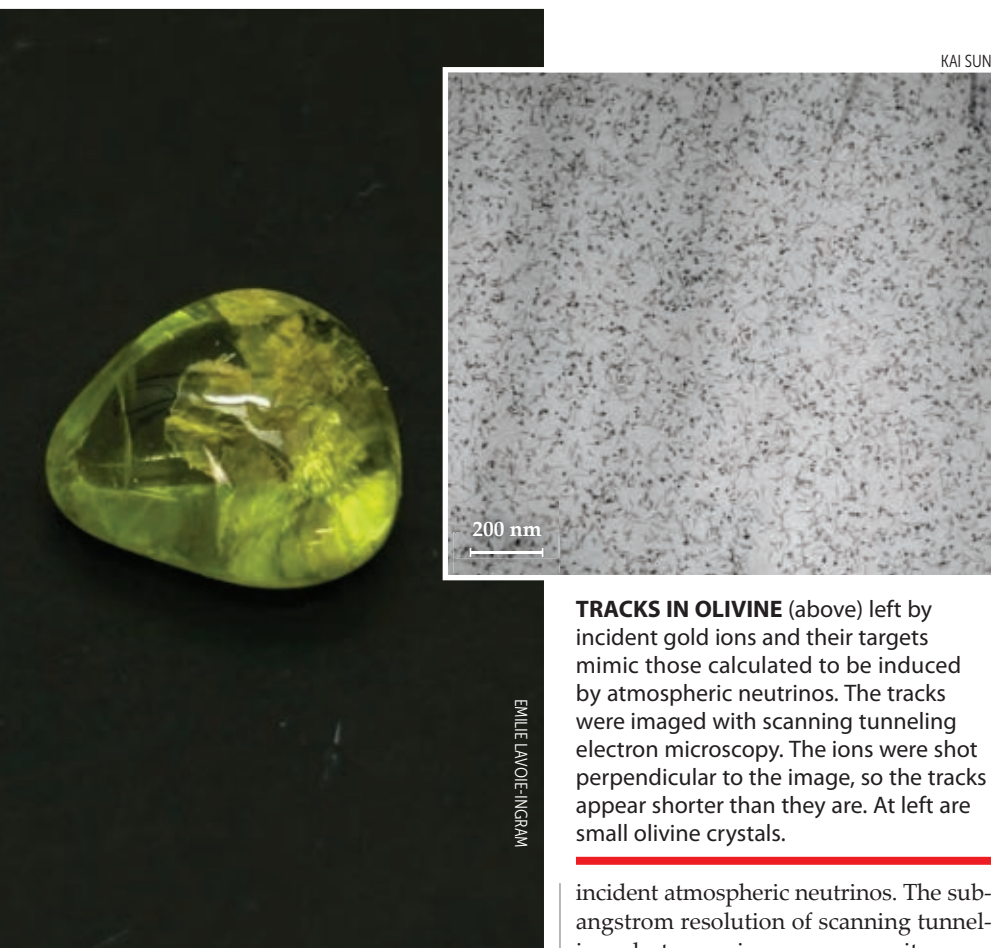 KAI SUN
200 nm
EMILIE LAVOIE-INGRAM
TRACKS IN OLIVINE (above) left by
incident gold ions and their targets
mimic those calculated to be induced
by atmospheric neutrinos. The tracks
were imaged with scanning tunneling
electron microscopy. The ions were shot
perpendicular to the image, so the tracks
appear shorter than they are. At left are
small olivine crystals.
incident atmospheric neutrinos. The sub-
angstrom resolution of scanning tunnel-